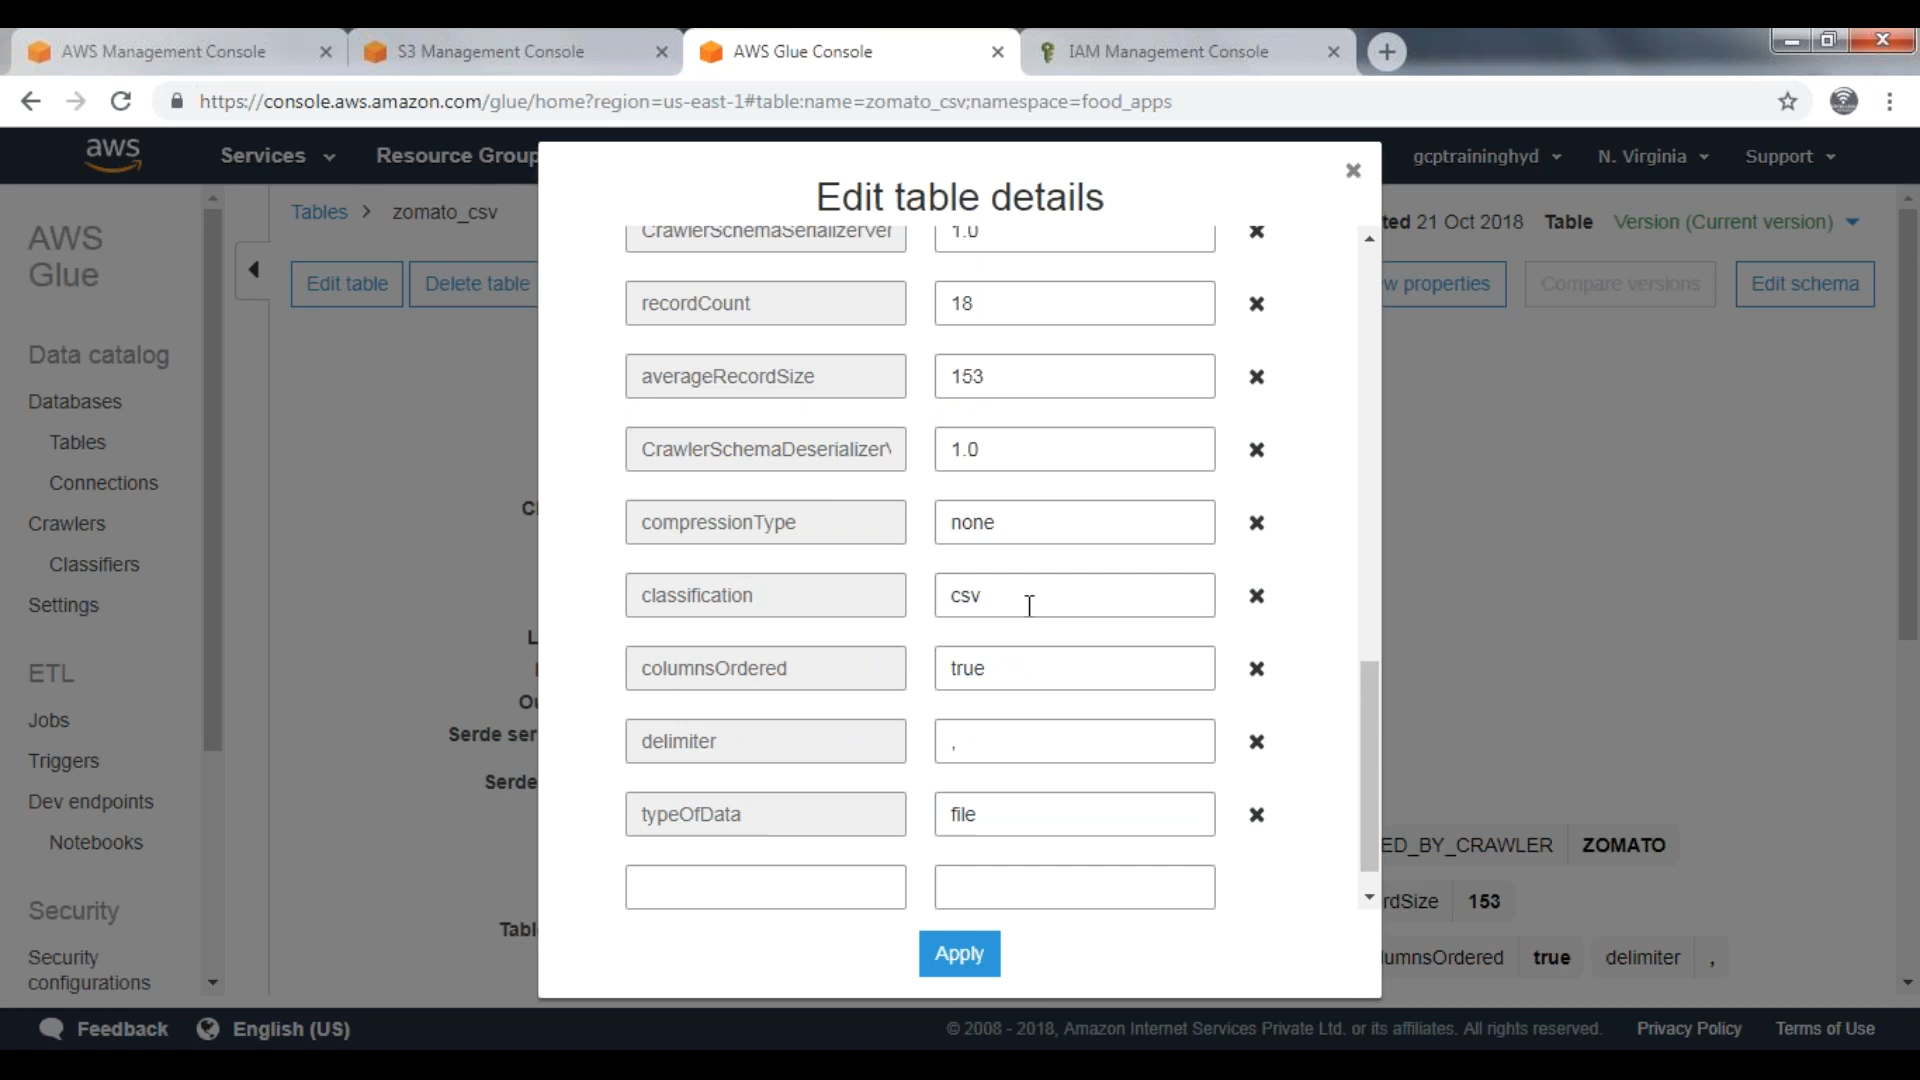 AWS Management Console
S3 Management Console
AWS Glue Console
IAM Management Console
https://console.aws.amazon.com/glue/home?region=us-east-1#table:name=zomato_csv;namespace=food_apps
aws
Services
Resource Group
gcptraininghyd
N. Virginia
Support
AWS
Glue
Data catalog
Databases
Tables
Connections
Crawlers
Classifiers
Settings
ETL
Jobs
Triggers
Dev endpoints
Notebooks
Security
Security
configurations
Tables > zomato_csv
ted 21 Oct 2018 Table Version (Current version)
Edit table
Delete table
w properties
Compare versions
Edit schema
Cl
L
Ou
Serde ser
Serde
Tabl
Edit table details
CrawlerSchemaSerializerVer 1.0
recordCount 18
averageRecordSize 153
CrawlerSchemaDeserializerV 1.0
compressionType none
classification csv
columnsOrdered true
delimiter ,
typeOfData file
Apply
ED_BY_CRAWLER ZOMATO
rdSize 153
lumnsOrdered true delimiter ,
Feedback
English (US)
© 2008 - 2018, Amazon Internet Services Private Ltd. or its affiliates. All rights reserved.
Privacy Policy
Terms of Use